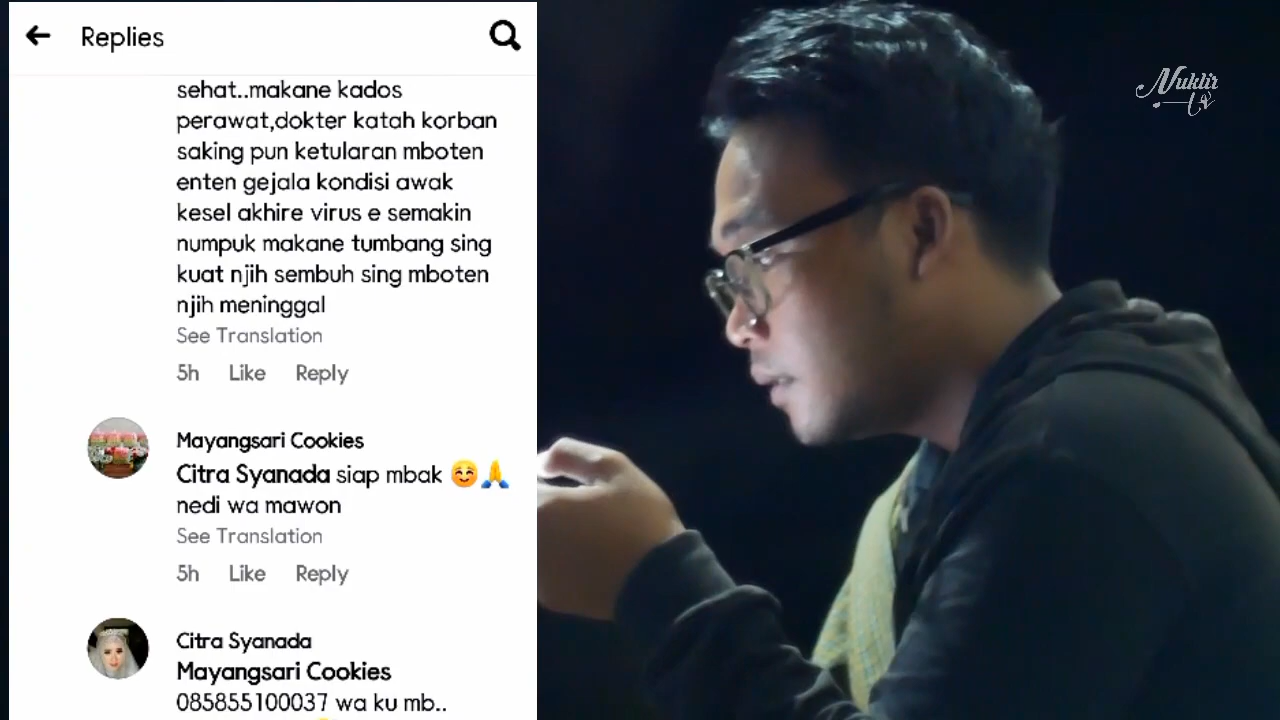 Replies
sehat..makane kados
perawat,dokter katah korban
saking pun ketularan mboten
enten gejala kondisi awak
kesel akhire virus e semakin
numpuk makane tumbang sing
kuat njih sembuh sing mboten
njih meninggal
See Translation
5h Like Reply
Mayangsari Cookies
Citra Syanada siap mbak ☺️🙏
nedi wa mawon
See Translation
5h Like Reply
Citra Syanada
Mayangsari Cookies
085855100037 wa ku mb..
Nuklir